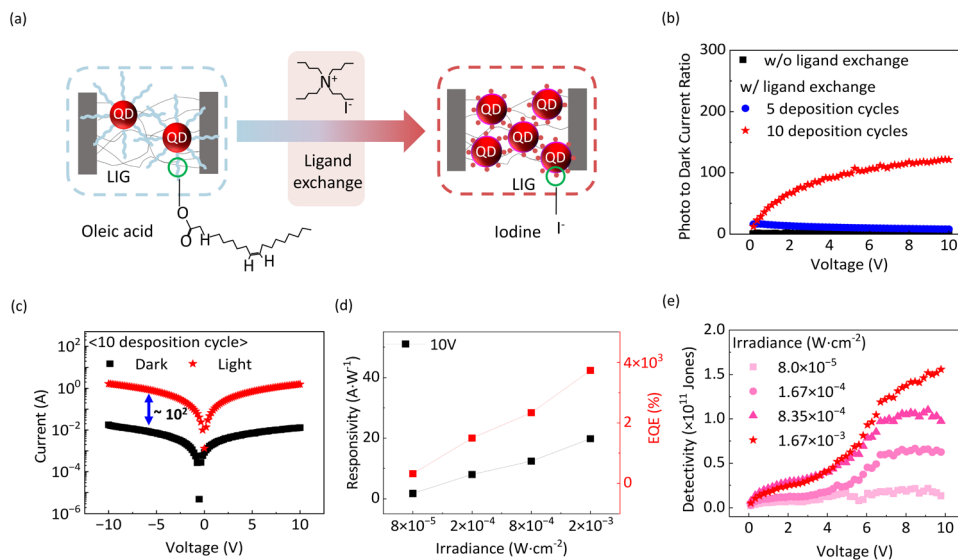 (a)
QD
QD
LIG
O
O
H
H
H
Oleic acid
N+
I-
Ligand
exchange
QD
QD
QD
QD
QD
LIG
I-
Iodine
(b)
Photo to Dark Current Ratio
300
200
100
0
w/o ligand exchange
w/ ligand exchange
5 deposition cycles
10 deposition cycles
0 2 4 6 8 10
Voltage (V)
(c)
Current (A)
10²
10⁰
10⁻²
10⁻⁴
10⁻⁶
<10 desposition cycle>
Dark Light
~ 10²
-10 -5 0 5 10
Voltage (V)
(d)
Responsivity (A·W⁻¹)
40
20
0
10V
4×10³
2
0
EQE (%)
8×10⁻⁵ 2×10⁻⁴ 8×10⁻⁴ 2×10⁻³
Irradiance (W·cm⁻²)
(e)
Detectivity (×10¹¹ Jones)
2.0
1.5
1.0
0.5
0.0
Irradiance (W·cm⁻²)
8.0×10⁻⁵
1.67×10⁻⁴
8.35×10⁻⁴
1.67×10⁻³
0 2 4 6 8 10
Voltage (V)